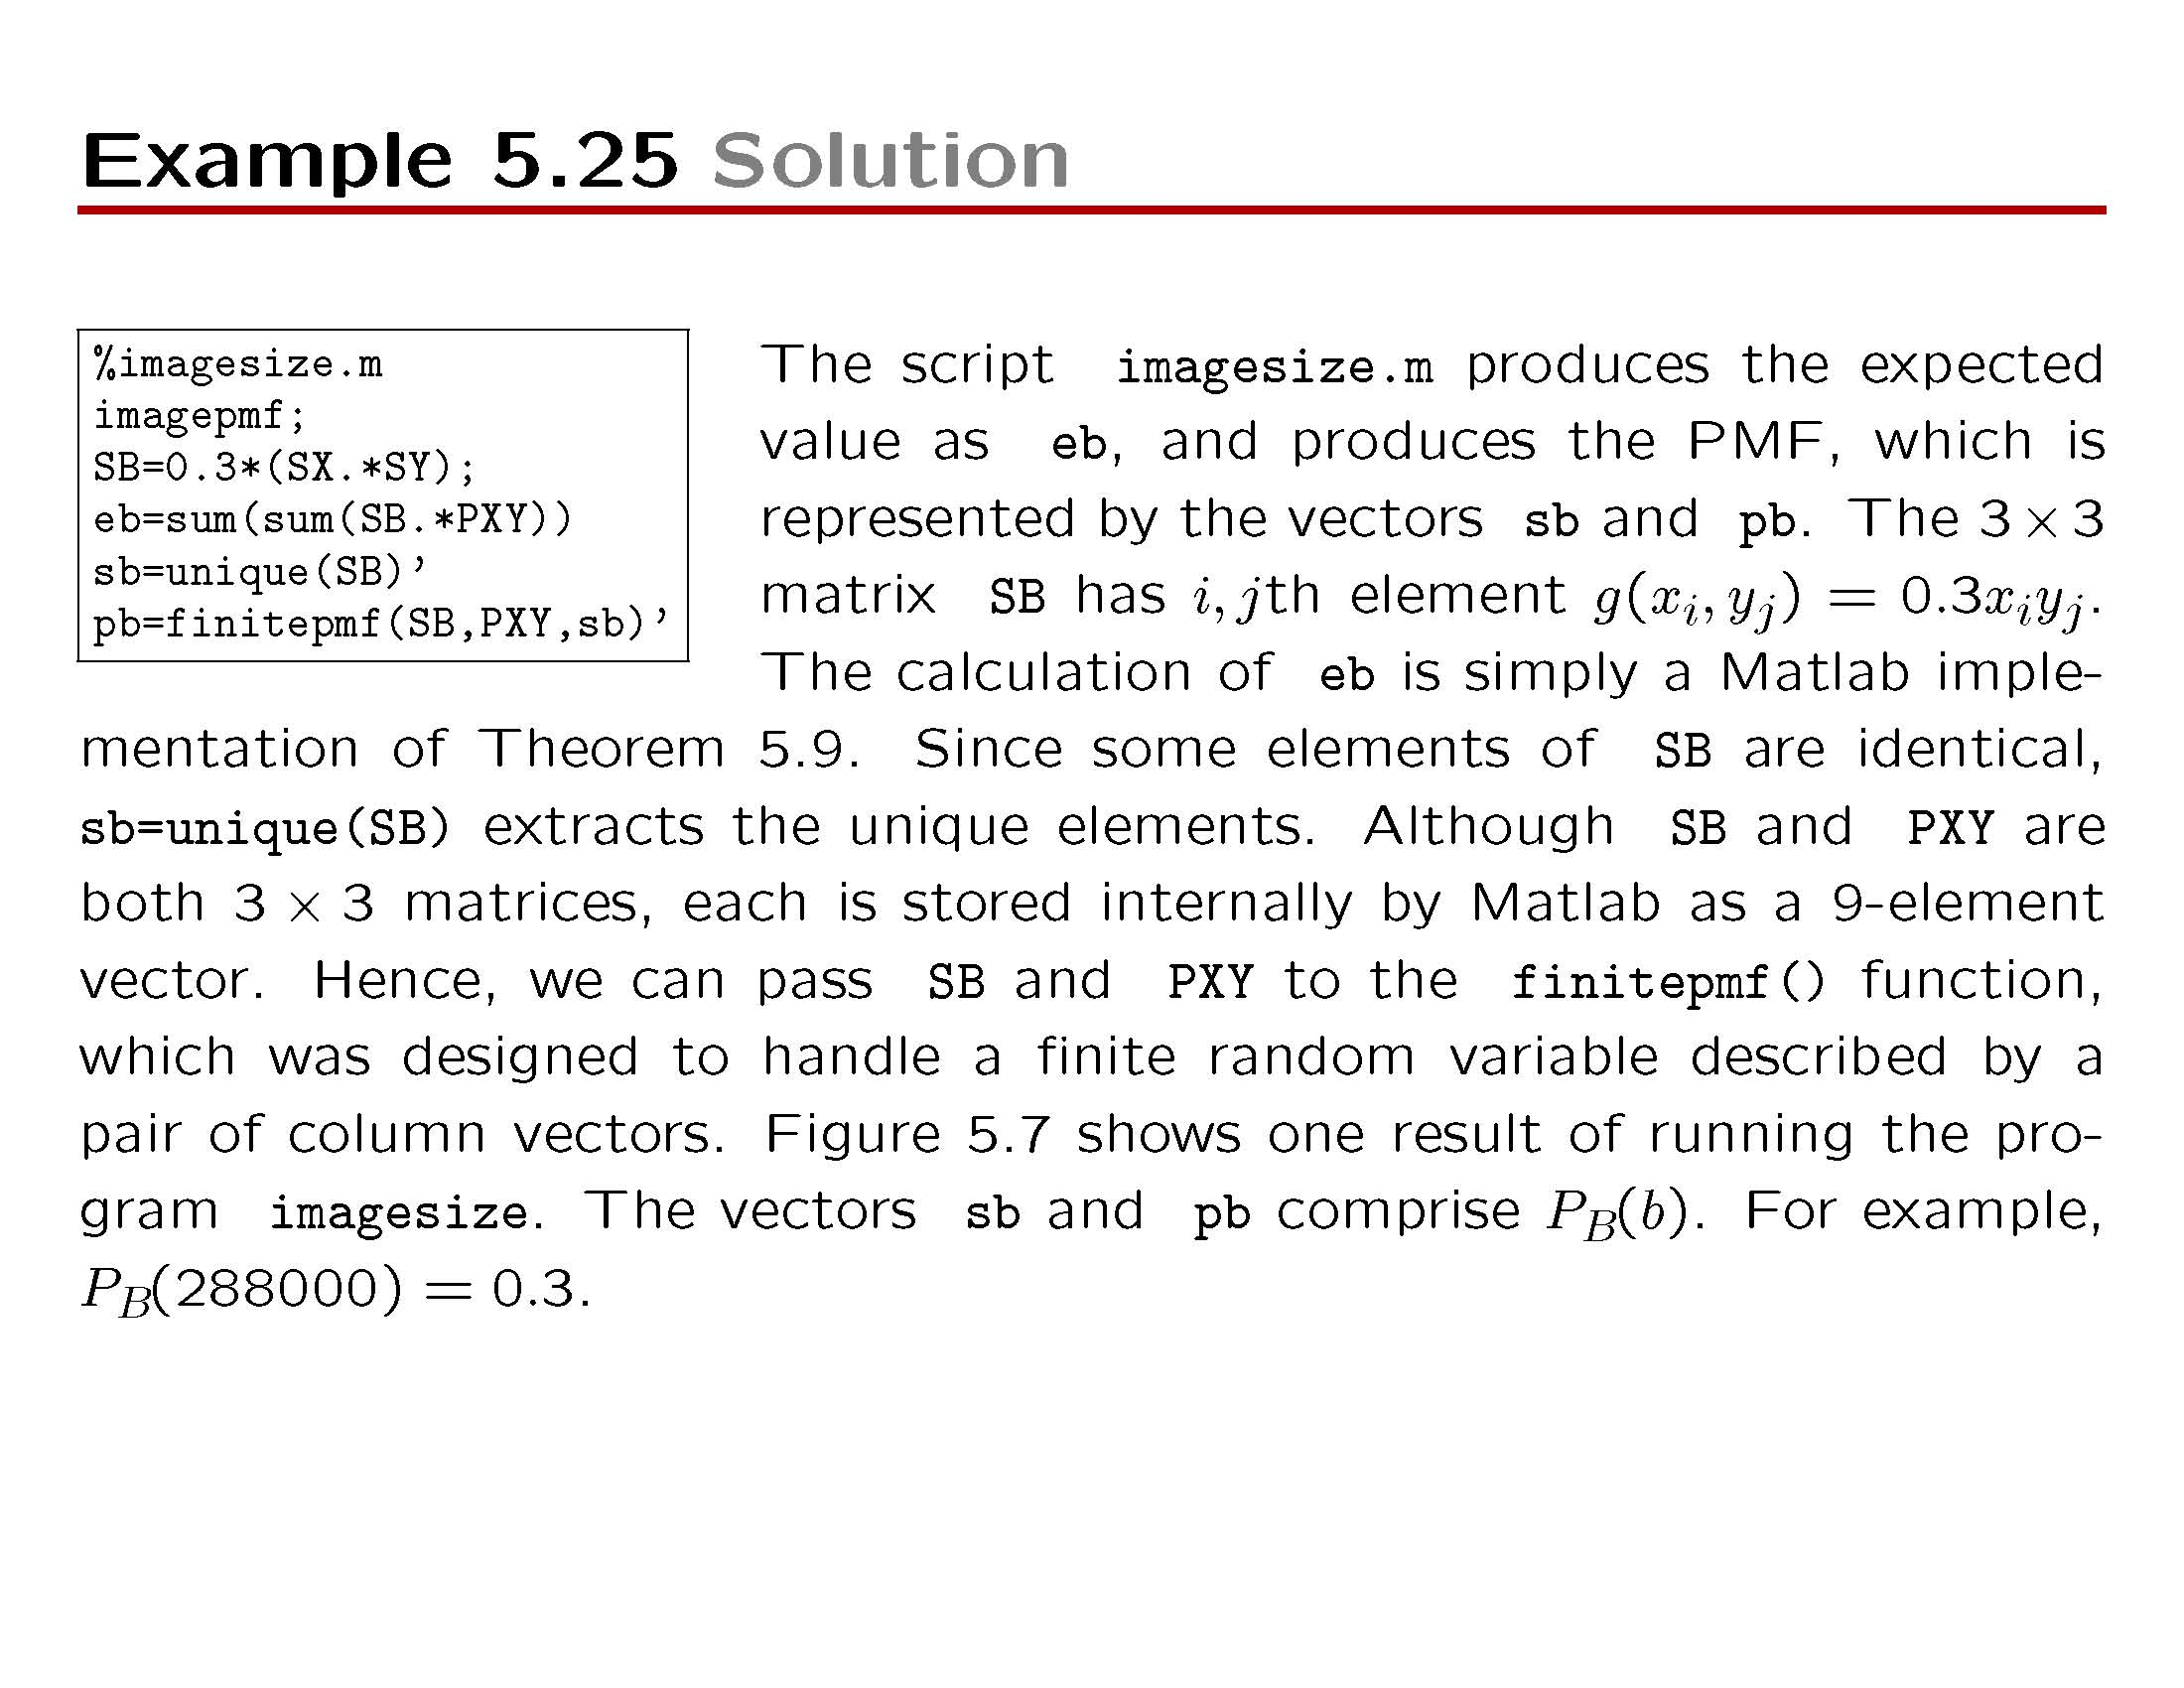 Example 5.25 Solution
%imagesize.m
imagepmf;
SB=0.3*(SX.*SY);
eb=sum(sum(SB.*PXY))
sb=unique(SB)’
pb=finitepmf(SB,PXY,sb)’
The script imagesize.m produces the expected
value as eb, and produces the PMF, which is
represented by the vectors sb and pb. The 3 × 3
matrix SB has i, jth element g(xᵢ, yⱼ) = 0.3xᵢyⱼ.
The calculation of eb is simply a Matlab imple-
mentation of Theorem 5.9. Since some elements of SB are identical,
sb=unique(SB) extracts the unique elements. Although SB and PXY are
both 3 × 3 matrices, each is stored internally by Matlab as a 9-element
vector. Hence, we can pass SB and PXY to the finitepmf() function,
which was designed to handle a finite random variable described by a
pair of column vectors. Figure 5.7 shows one result of running the pro-
gram imagesize. The vectors sb and pb comprise P_B(b). For example,
P_B(288000) = 0.3.